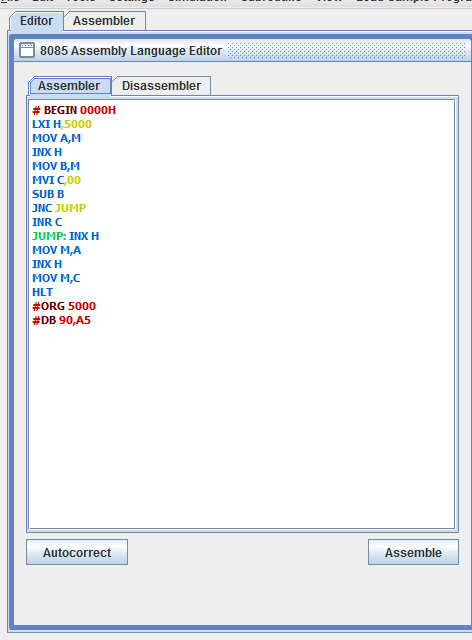 Editor Assembler
8085 Assembly Language Editor
Assembler Disassembler
# BEGIN 0000H
LXI H,5000
MOV A,M
INX H
MOV B,M
MVI C,00
SUB B
JNC JUMP
INR C
JUMP: INX H
MOV M,A
INX H
MOV M,C
HLT
#ORG 5000
#DB 90,A5
Autocorrect Assemble